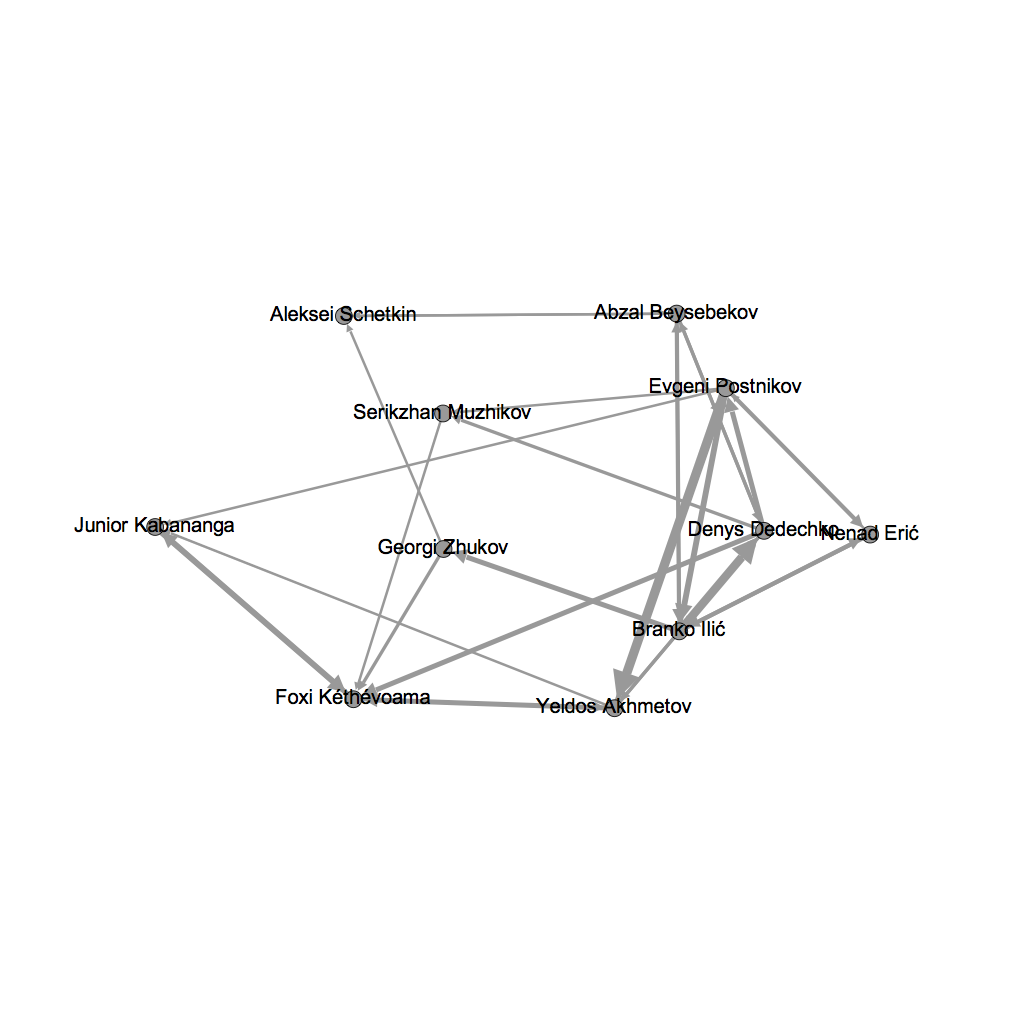 Aleksei Schetkin
Abzal Beysebekov
Evgeni Postnikov
Serikzhan Muzhikov
Junior Kabananga
Denys Dedechko
Nenad Erić
Georgi Zhukov
Branko Ilić
Foxi Kéthévoama
Yeldos Akhmetov